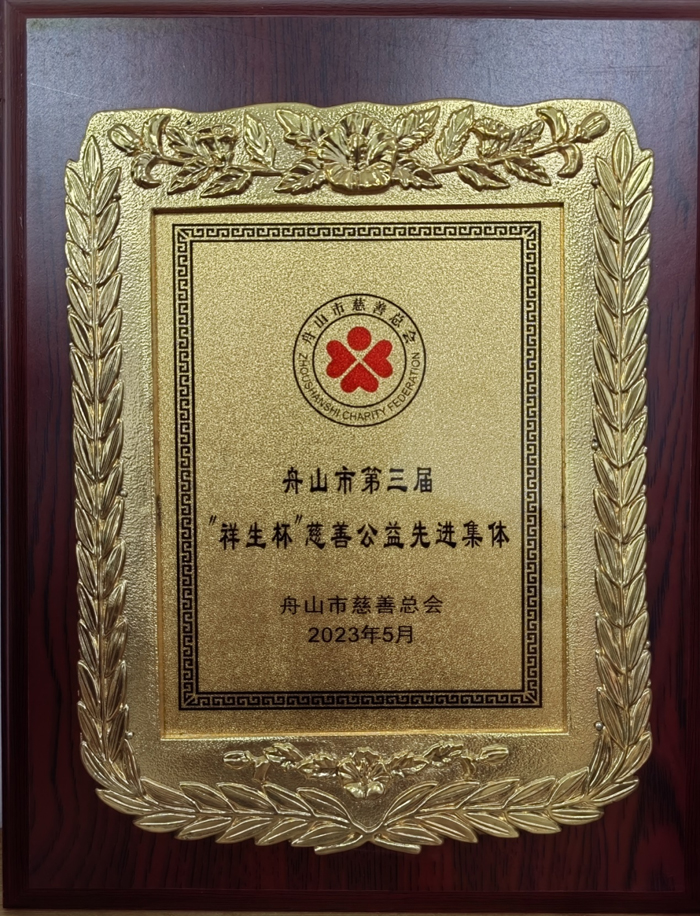 舟山市慈善总会
ZHOUSHANSHI CHARITY FEDERATION
舟山市第三届
"祥生杯"慈善公益先进集体
舟山市慈善总会
2023年5月